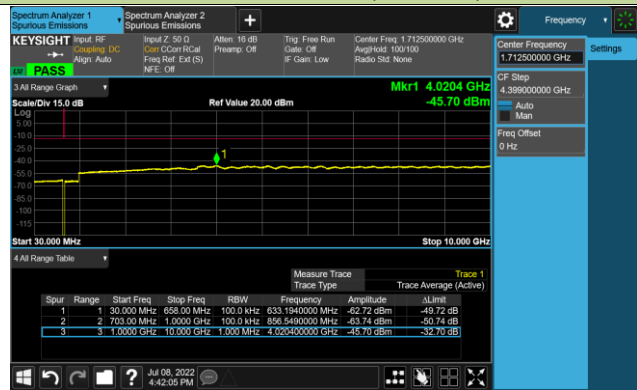 Spectrum Analyzer 1
Spurious Emissions
Spectrum Analyzer 2
Spurious Emissions
+
Frequency
KEYSIGHT
Input: RF
Coupling: DC
Align: Auto
Input Z: 50 Ω
Corr CCorr RCal
Freq Ref: Ext (S)
NFE: Off
Atten: 16 dB
Preamp: Off
Trig: Free Run
Gate: Off
IF Gain: Low
Center Freq: 1.712500000 GHz
Avg|Hold: 100/100
Radio Std: None
LM PASS
Center Frequency
1.712500000 GHz
Settings
CF Step
4.399000000 GHz
Auto
Man
Freq Offset
0 Hz
3 All Range Graph
Mkr1 4.0204 GHz
Scale/Div 15.0 dB
Ref Value 20.00 dBm
-45.70 dBm
Log
5.00
-10.0
-25.0
-40.0
-55.0
-70.0
-85.0
-100
-115
1
Start 30.000 MHz
Stop 10.000 GHz
4 All Range Table
Measure Trace Trace 1
Trace Type Trace Average (Active)
Spur Range Start Freq Stop Freq RBW Frequency Amplitude ΔLimit
1 1 30.000 MHz 658.00 MHz 100.0 kHz 633.1940000 MHz -62.72 dBm -49.72 dB
2 2 703.00 MHz 1.0000 GHz 100.0 kHz 856.5490000 MHz -63.74 dBm -50.74 dB
3 3 1.0000 GHz 10.000 GHz 1.000 MHz 4.020400000 GHz -45.70 dBm -32.70 dB
?
Jul 08, 2022
4:42:05 PM